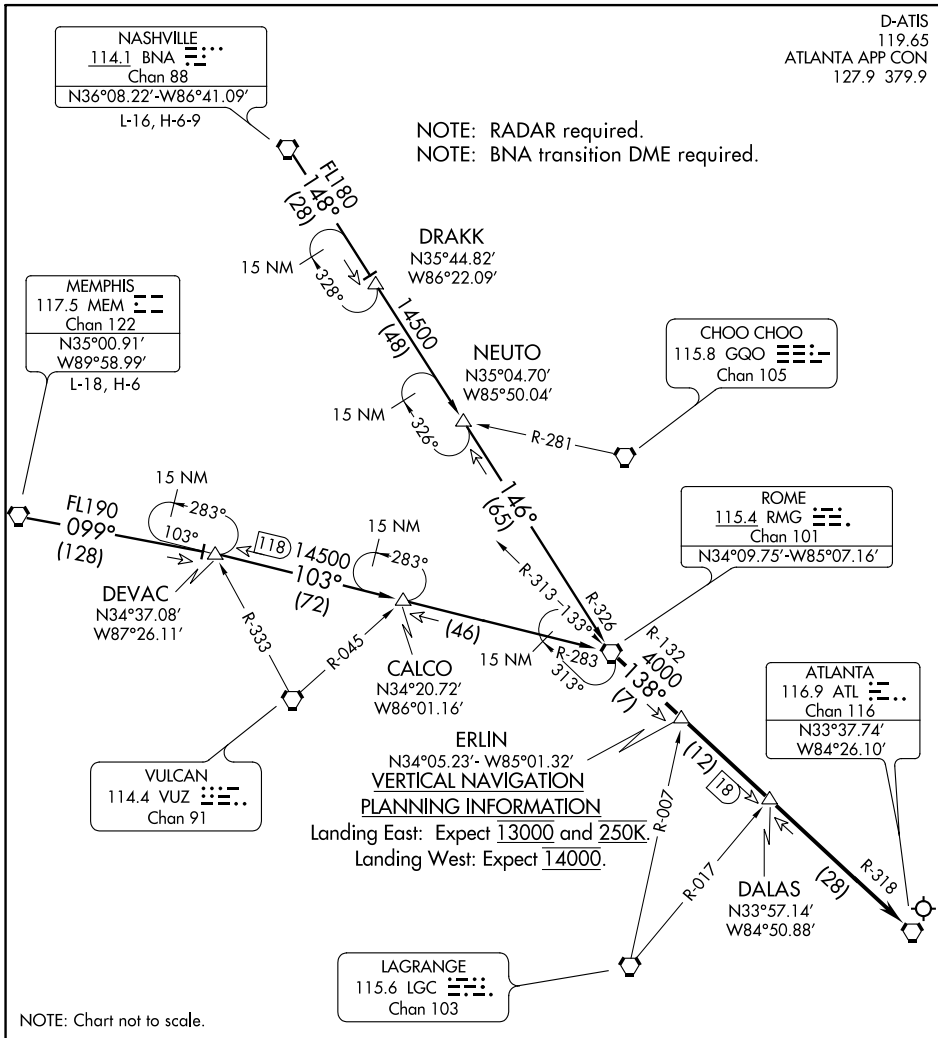 D-ATIS
119.65
ATLANTA APP CON
127.9 379.9
NASHVILLE
114.1 BNA
Chan 88
N36°08.22'-W86°41.09'
L-16, H-6-9
NOTE: RADAR required.
NOTE: BNA transition DME required.
FL180
148°
(28)
DRAKK
N35°44.82'
W86°22.09'
15 NM
328°
14500
(48)
MEMPHIS
117.5 MEM
Chan 122
N35°00.91'
W89°58.99'
L-18, H-6
NEUTO
N35°04.70'
W85°50.04'
15 NM
326°
CHOO CHOO
115.8 GQO
Chan 105
R-281
146°
(65)
FL190
099°
(128)
15 NM
283°
103°
118
14500
103°
(72)
DEVAC
N34°37.08'
W87°26.11'
15 NM
283°
(46)
CALCO
N34°20.72'
W86°01.16'
R-333
R-045
VULCAN
114.4 VUZ
Chan 91
ROME
115.4 RMG
Chan 101
N34°09.75'-W85°07.16'
R-313
133°
R-326
R-283
15 NM
313°
R-132
4000
138°
(7)
ERLIN
N34°05.23'- W85°01.32'
VERTICAL NAVIGATION
PLANNING INFORMATION
Landing East: Expect 13000 and 250K.
Landing West: Expect 14000.
(12)
18
R-007
R-017
DALAS
N33°57.14'
W84°50.88'
ATLANTA
116.9 ATL
Chan 116
N33°37.74'
W84°26.10'
(28)
R-318
LAGRANGE
115.6 LGC
Chan 103
NOTE: Chart not to scale.